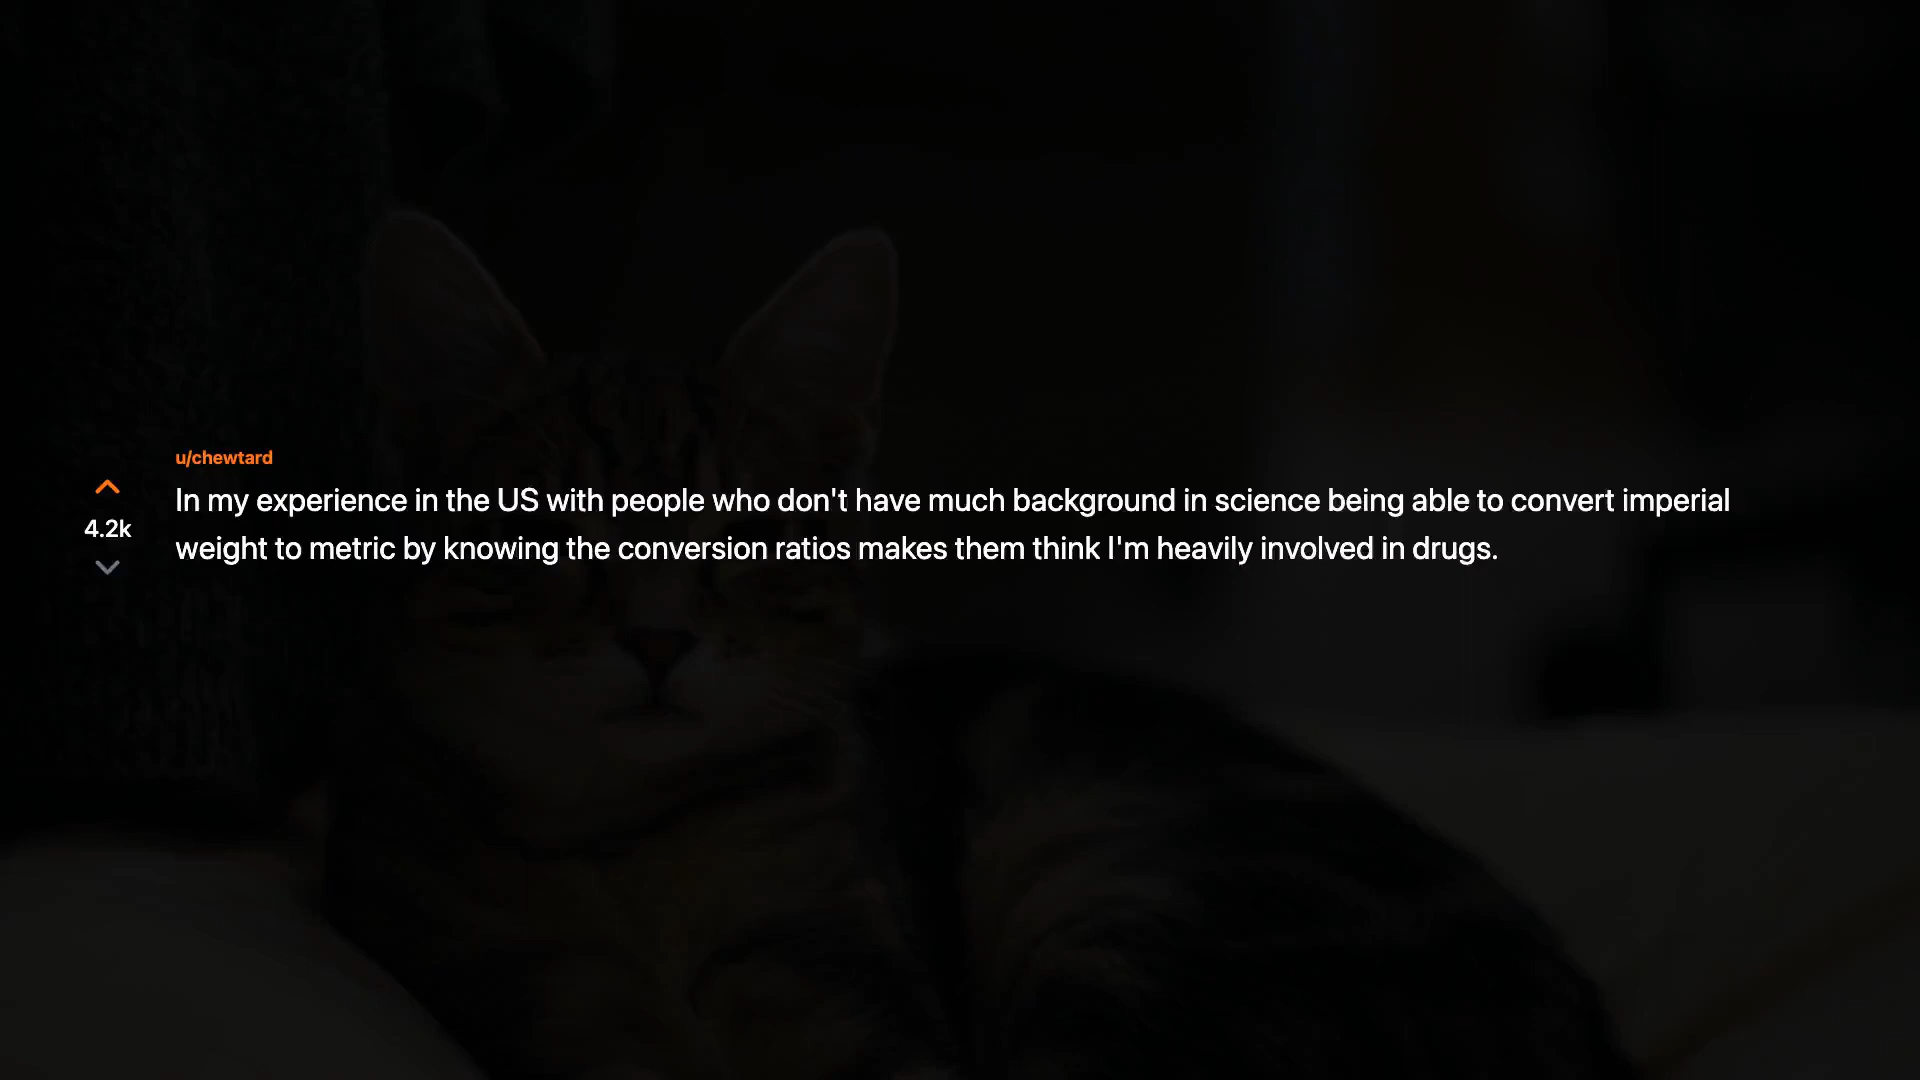 u/chewtard
4.2k
In my experience in the US with people who don't have much background in science being able to convert imperial
weight to metric by knowing the conversion ratios makes them think I'm heavily involved in drugs.